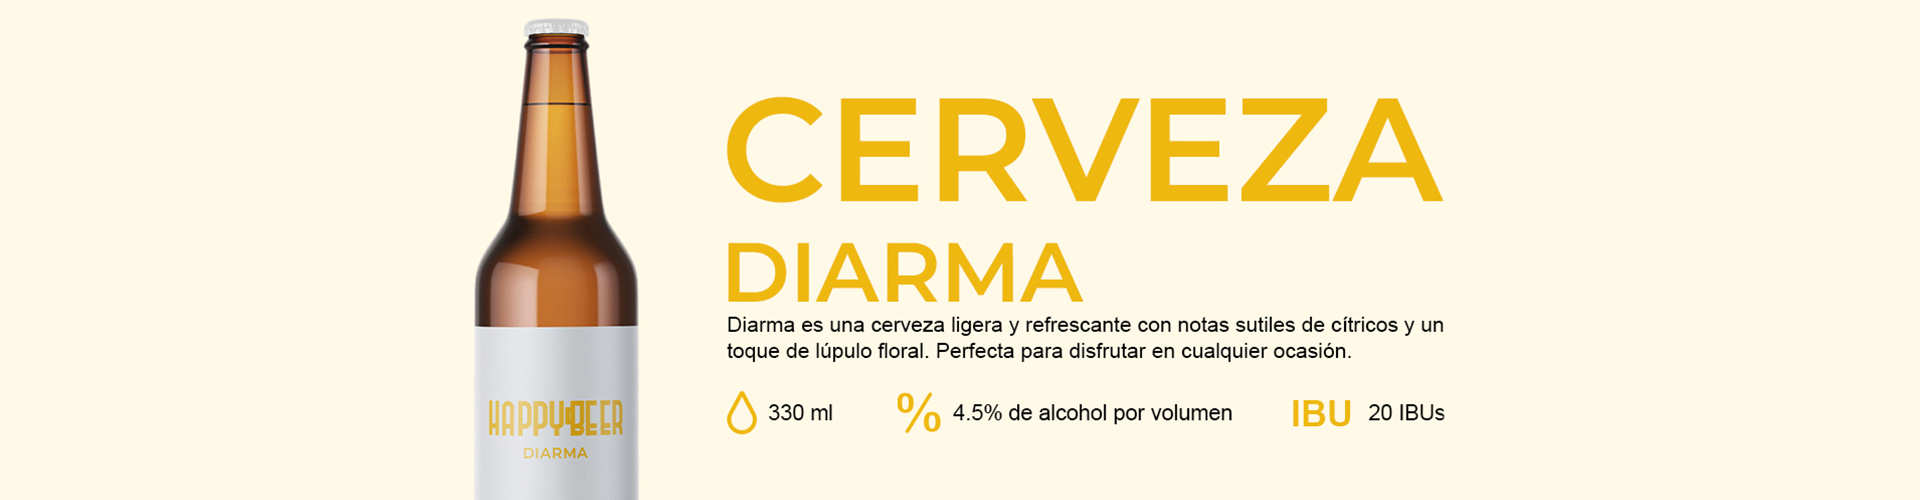 CERVEZA
DIARMA
Diarma es una cerveza ligera y refrescante con notas sutiles de cítricos y un
toque de lúpulo floral. Perfecta para disfrutar en cualquier ocasión.
330 ml
% 4.5% de alcohol por volumen
IBU 20 IBUs
HAPPY BEER
DIARMA